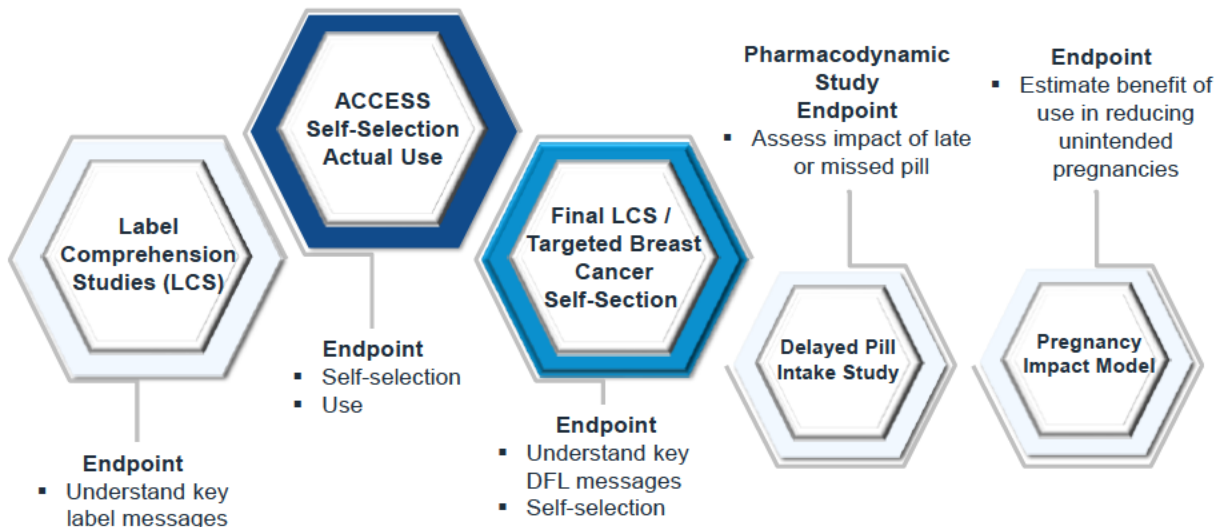 Label
Comprehension
Studies (LCS)
Endpoint
▪ Understand key
label messages
ACCESS
Self-Selection
Actual Use
Endpoint
▪ Self-selection
▪ Use
Final LCS /
Targeted Breast
Cancer
Self-Section
Endpoint
▪ Understand key
DFL messages
▪ Self-selection
Pharmacodynamic
Study
Endpoint
▪ Assess impact of late
or missed pill
Delayed Pill
Intake Study
Endpoint
▪ Estimate benefit of
use in reducing
unintended
pregnancies
Pregnancy
Impact Model